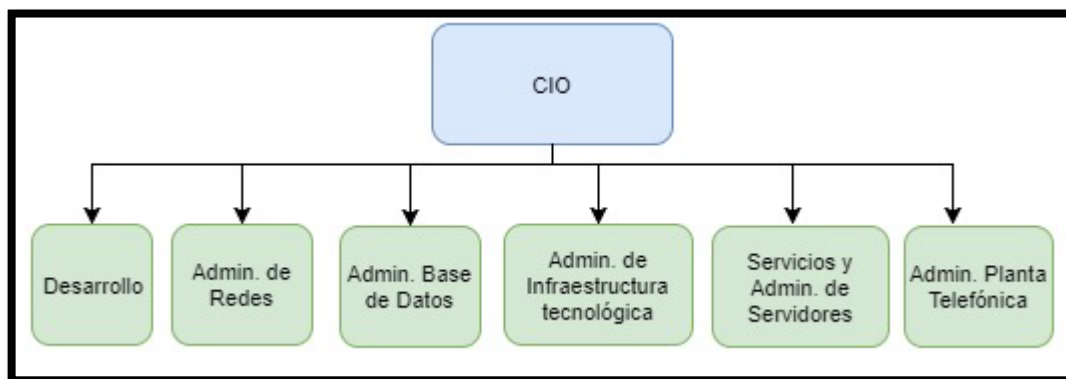 CIO
Desarrollo
Admin. de
Redes
Admin. Base
de Datos
Admin. de
Infraestructura
tecnológica
Servicios y
Admin. de
Servidores
Admin. Planta
Telefónica